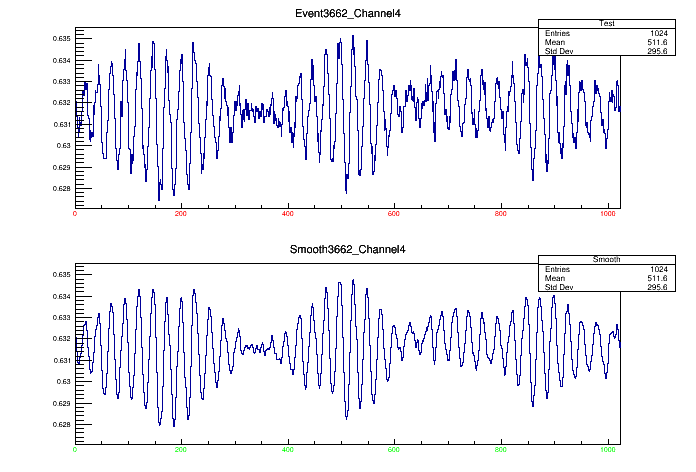 Event3662_Channel4
Test
Entries 1024
Mean 511.6
Std Dev 295.6
0.635
0.634
0.633
0.632
0.631
0.63
0.629
0.628
0 200 400 600 800 1000
Smooth3662_Channel4
Smooth
Entries 1024
Mean 511.6
Std Dev 295.6
0.635
0.634
0.633
0.632
0.631
0.63
0.629
0.628
0 200 400 600 800 1000